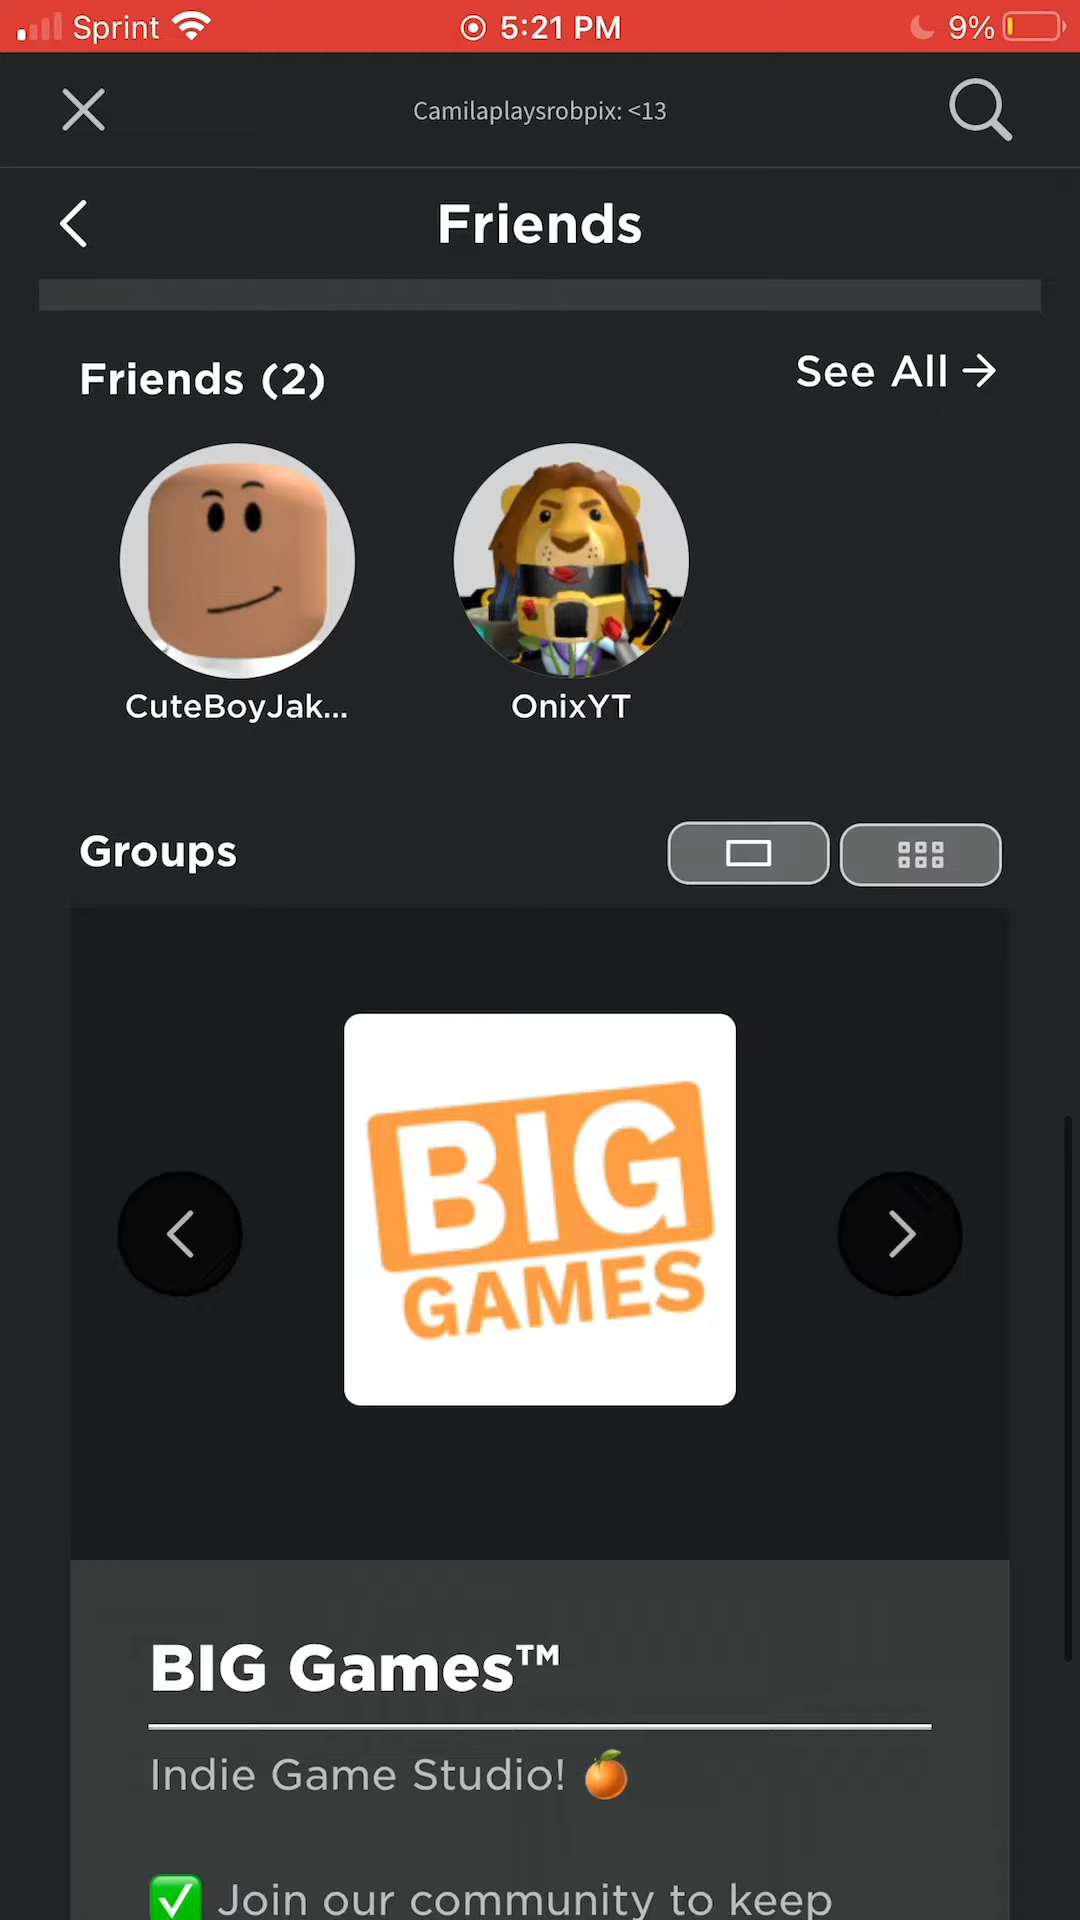 Sprint 5:21 PM 9%
Camilaplaysrobpix: <13
Friends
Friends (2) See All
CuteBoyJak... OnixYT
Groups
BIG
GAMES
BIG Games™
Indie Game Studio! 🍊
✅ Join our community to keep